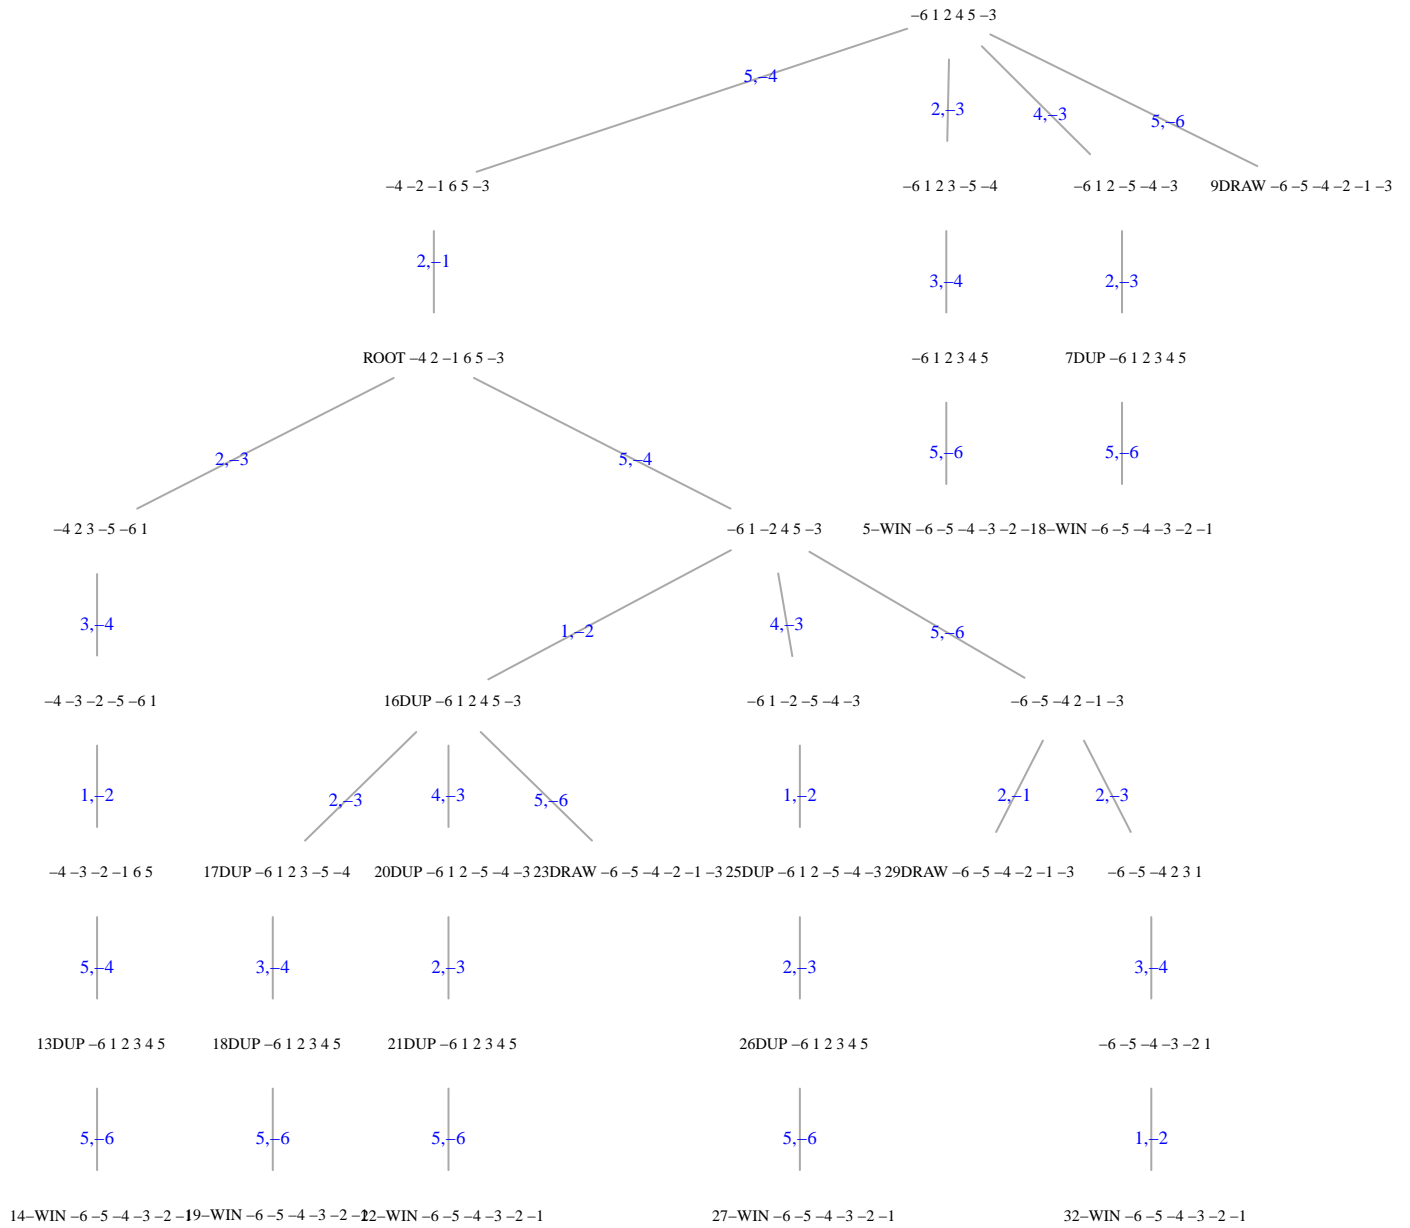 −6 1 2 4 5 −3
5,−4
2,−3
4,−3
5,−6
−4 −2 −1 6 5 −3
−6 1 2 3 −5 −4
−6 1 2 −5 −4 −3
9DRAW −6 −5 −4 −2 −1 −3
2,−1
3,−4
2,−3
ROOT −4 2 −1 6 5 −3
−6 1 2 3 4 5
7DUP −6 1 2 3 4 5
2,−3
5,−4
5,−6
5,−6
−4 2 3 −5 −6 1
−6 1 −2 4 5 −3
5−WIN −6 −5 −4 −3 −2 −1
8−WIN −6 −5 −4 −3 −2 −1
3,−4
1,−2
4,−3
5,−6
−4 −3 −2 −5 −6 1
16DUP −6 1 2 4 5 −3
−6 1 −2 −5 −4 −3
−6 −5 −4 2 −1 −3
1,−2
2,−3
4,−3
5,−6
1,−2
2,−1
2,−3
−4 −3 −2 −1 6 5
17DUP −6 1 2 3 −5 −4
20DUP −6 1 2 −5 −4 −3
23DRAW −6 −5 −4 −2 −1 −3
25DUP −6 1 2 −5 −4 −3
29DRAW −6 −5 −4 −2 −1 −3
−6 −5 −4 2 3 1
5,−4
3,−4
2,−3
2,−3
3,−4
13DUP −6 1 2 3 4 5
18DUP −6 1 2 3 4 5
21DUP −6 1 2 3 4 5
26DUP −6 1 2 3 4 5
−6 −5 −4 −3 −2 1
5,−6
5,−6
5,−6
5,−6
1,−2
14−WIN −6 −5 −4 −3 −2 −1
19−WIN −6 −5 −4 −3 −2 −1
22−WIN −6 −5 −4 −3 −2 −1
27−WIN −6 −5 −4 −3 −2 −1
32−WIN −6 −5 −4 −3 −2 −1